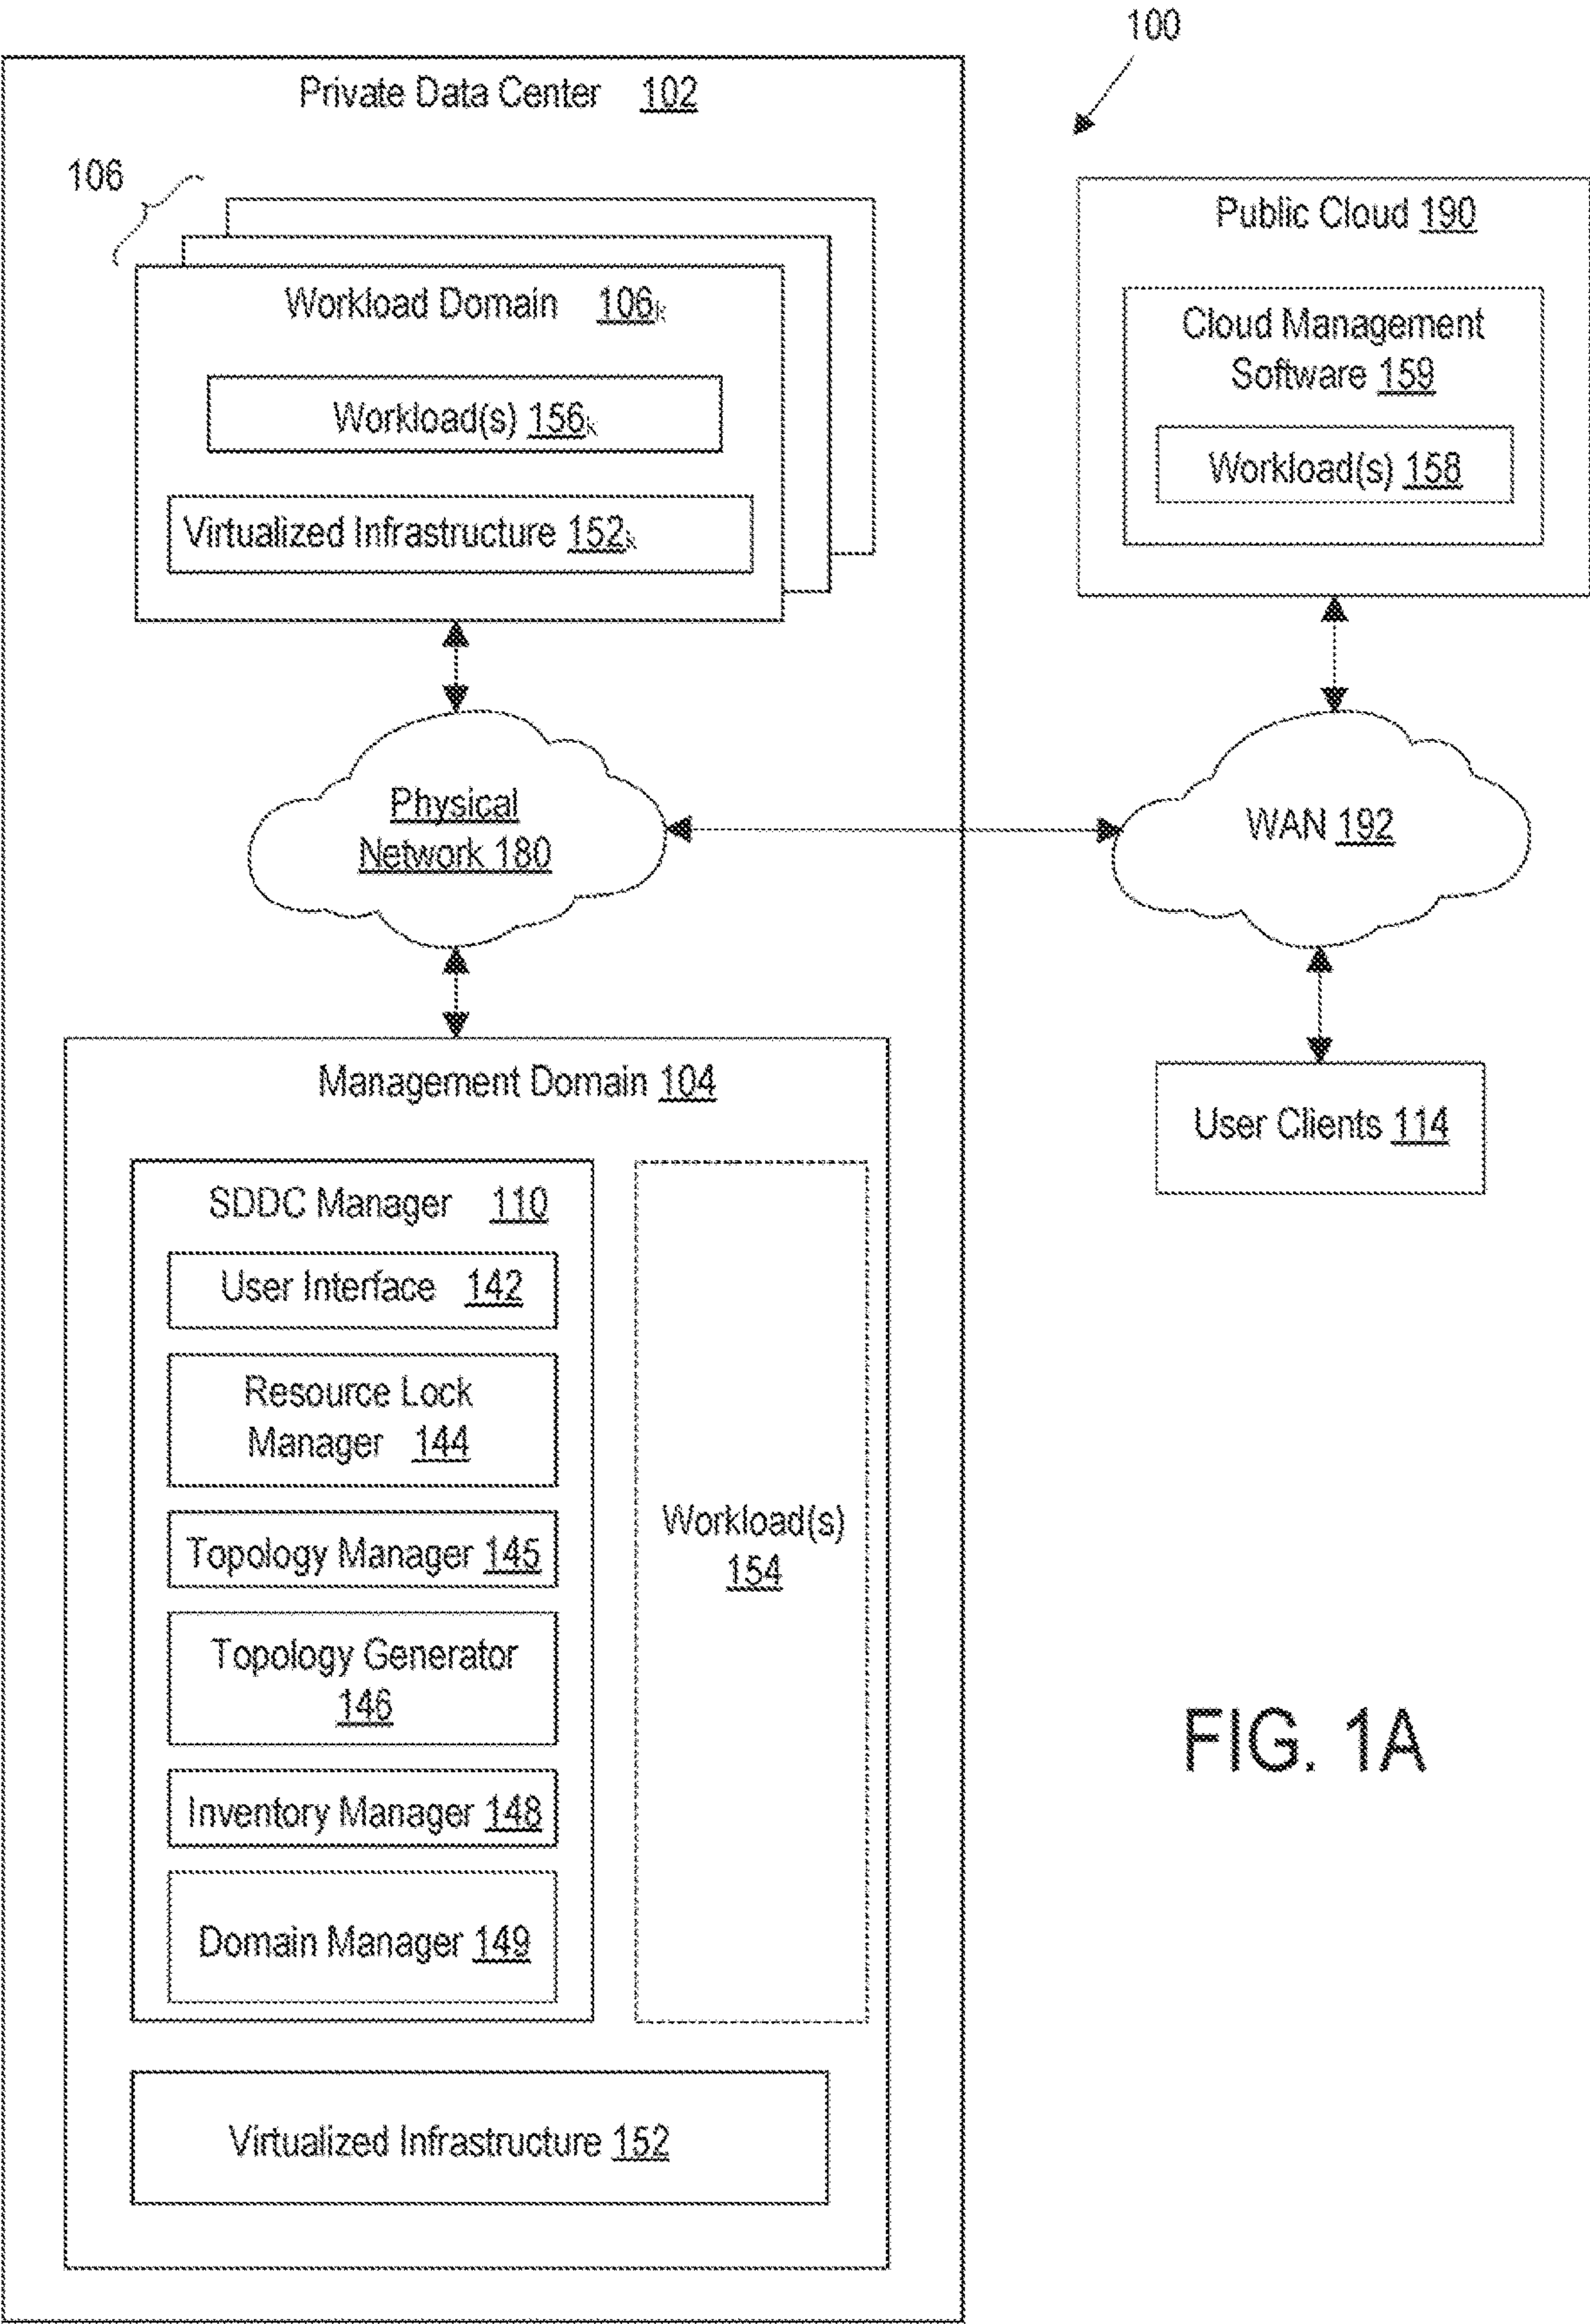 100
Private Data Center 102
106
Workload Domain 106k
Workload(s) 156k
Virtualized Infrastructure 152k
Public Cloud 190
Cloud Management
Software 159
Workload(s) 158
Physical
Network 180
WAN 192
User Clients 114
Management Domain 104
SDDC Manager 110
User Interface 142
Resource Lock
Manager 144
Topology Manager 145
Topology Generator
146
Inventory Manager 148
Domain Manager 149
Workload(s)
154
Virtualized Infrastructure 152
FIG. 1A